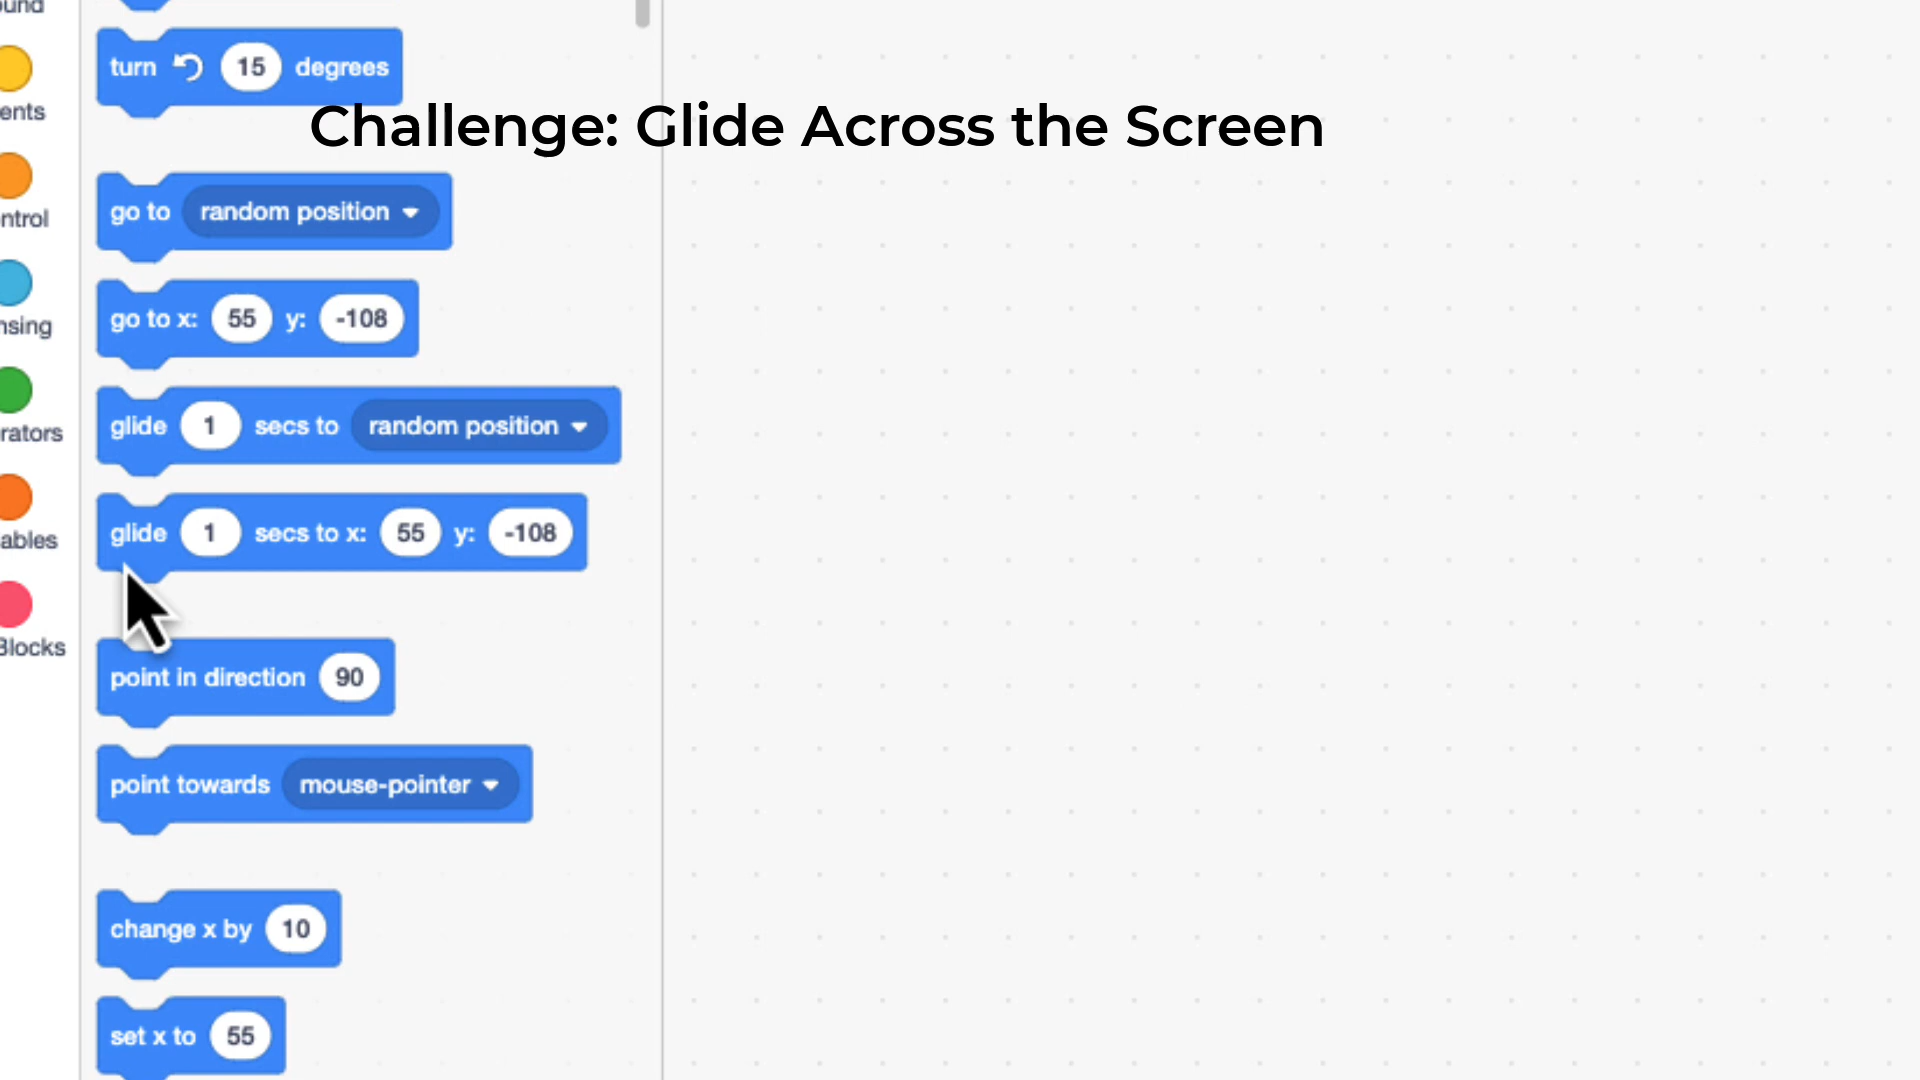 turn 15 degrees
Challenge: Glide Across the Screen
go to random position
go to x: 55 y: -108
glide 1 secs to random position
glide 1 secs to x: 55 y: -108
point in direction 90
point towards mouse-pointer
change x by 10
set x to 55
ound
ents
ntrol
nsing
rators
ables
Blocks